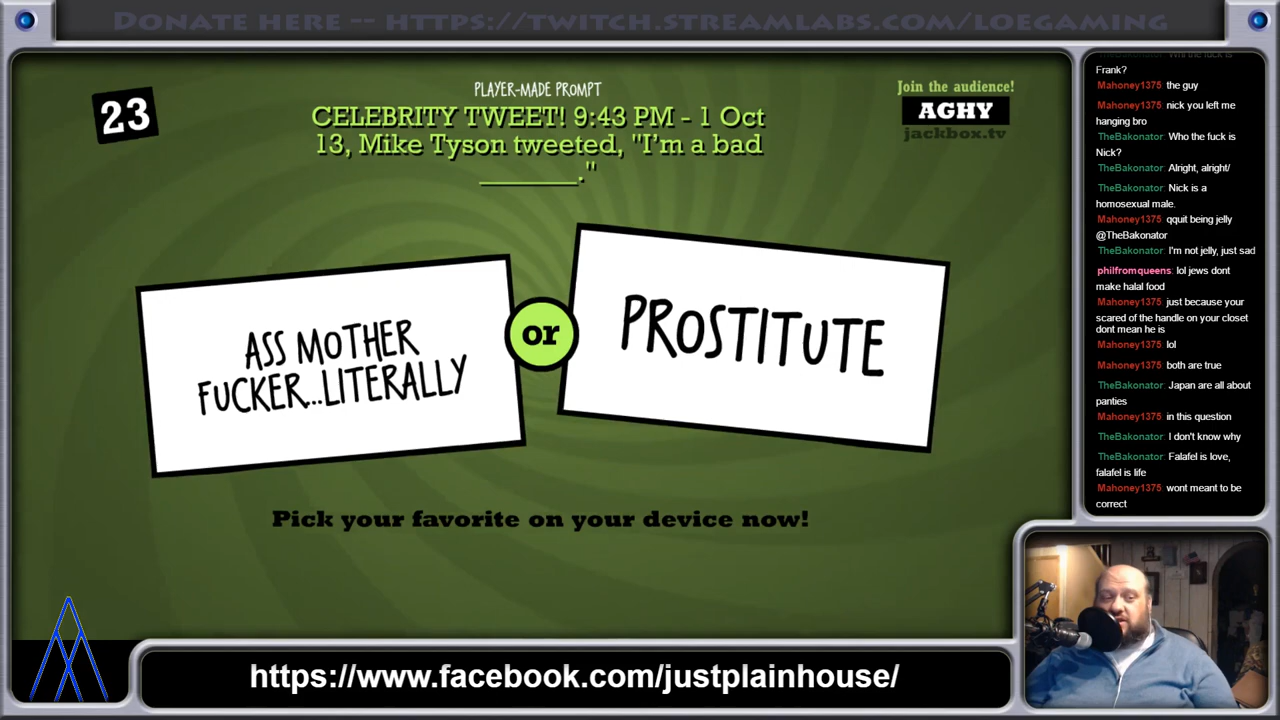 DONATE HERE -- HTTPS://TWITCH.STREAMLABS.COM/LOEGAMING
23
PLAYER-MADE PROMPT
CELEBRITY TWEET! 9:43 PM - 1 Oct
13, Mike Tyson tweeted, "I'm a bad
________."
Join the audience!
AGHY
jackbox.tv
ASS MOTHER
FUCKER...LITERALLY
or
PROSTITUTE
Pick your favorite on your device now!
Frank?
Mahoney1375: the guy
Mahoney1375: nick you left me
hanging bro
TheBakonator: Who the fuck is
Nick?
TheBakonator: Alright, alright/
TheBakonator: Nick is a
homosexual male.
Mahoney1375: qquit being jelly
@TheBakonator
TheBakonator: I'm not jelly, just sad
philfromqueens: lol jews dont
make halal food
Mahoney1375: just because your
scared of the handle on your closet
dont mean he is
Mahoney1375: lol
Mahoney1375: both are true
TheBakonator: Japan are all about
panties
Mahoney1375: in this question
TheBakonator: I don't know why
TheBakonator: Falafel is love,
falafel is life
Mahoney1375: wont meant to be
correct
https://www.facebook.com/justplainhouse/